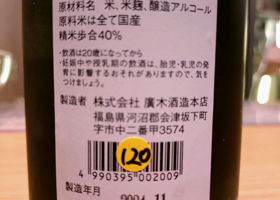 原材料名　米、米麹、醸造アルコール
原料米は全て国産
精米歩合40%
・飲酒は20歳になってから
・妊娠中や授乳期の飲酒は、胎児・乳児の発
育に影響するおそれがありますので、気を
つけましょう。
製造者　株式会社 廣木酒造本店
福島県河沼郡会津坂下町
字市中二番甲3574
120
4990395002009
製造年月